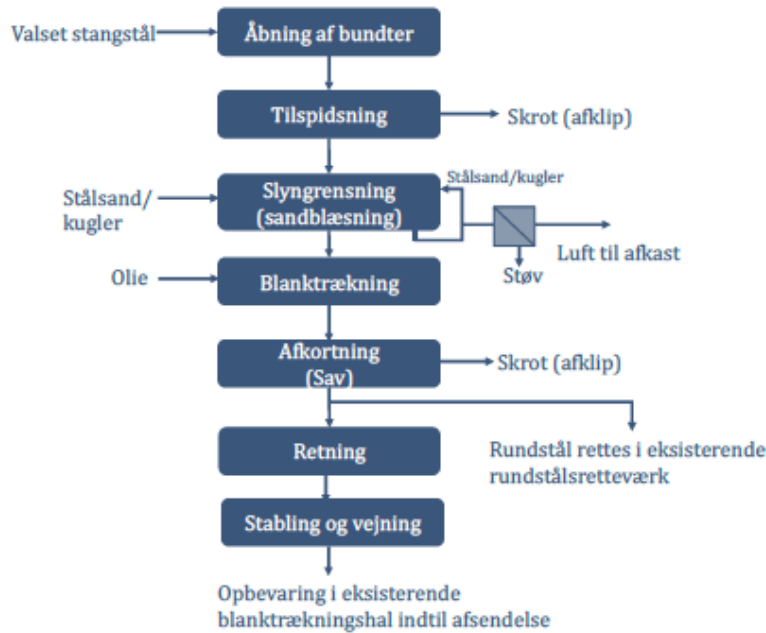 Valset stangstål
Åbning af bundter
Tilspidsning
Skrot (afklip)
Stålsand/
kugler
Slyngrensning
(sandblæsning)
Stålsand/kugler
Luft til afkast
Støv
Olie
Blanktrækning
Afkortning
(Sav)
Skrot (afklip)
Retning
Rundstål rettes i eksisterende
rundstålsretteværk
Stabling og vejning
Opbevaring i eksisterende
blanktrækningshal indtil afsendelse